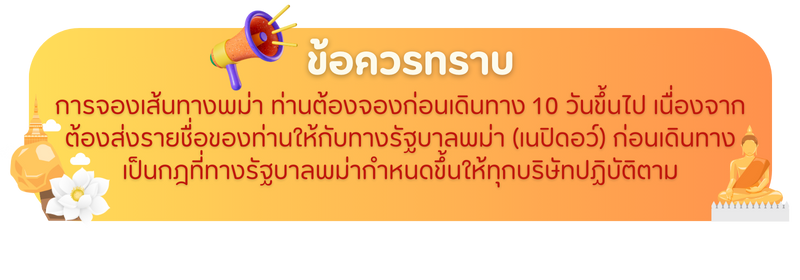 ข้อควรทราบ
การจองเส้นทางพม่า ท่านต้องจองก่อนเดินทาง 10 วันขึ้นไป เนื่องจาก
ต้องส่งรายชื่อของท่านให้กับทางรัฐบาลพม่า (เนปิดอว์) ก่อนเดินทาง
เป็นกฎที่ทางรัฐบาลพม่ากำหนดขึ้นให้ทุกบริษัทปฏิบัติตาม